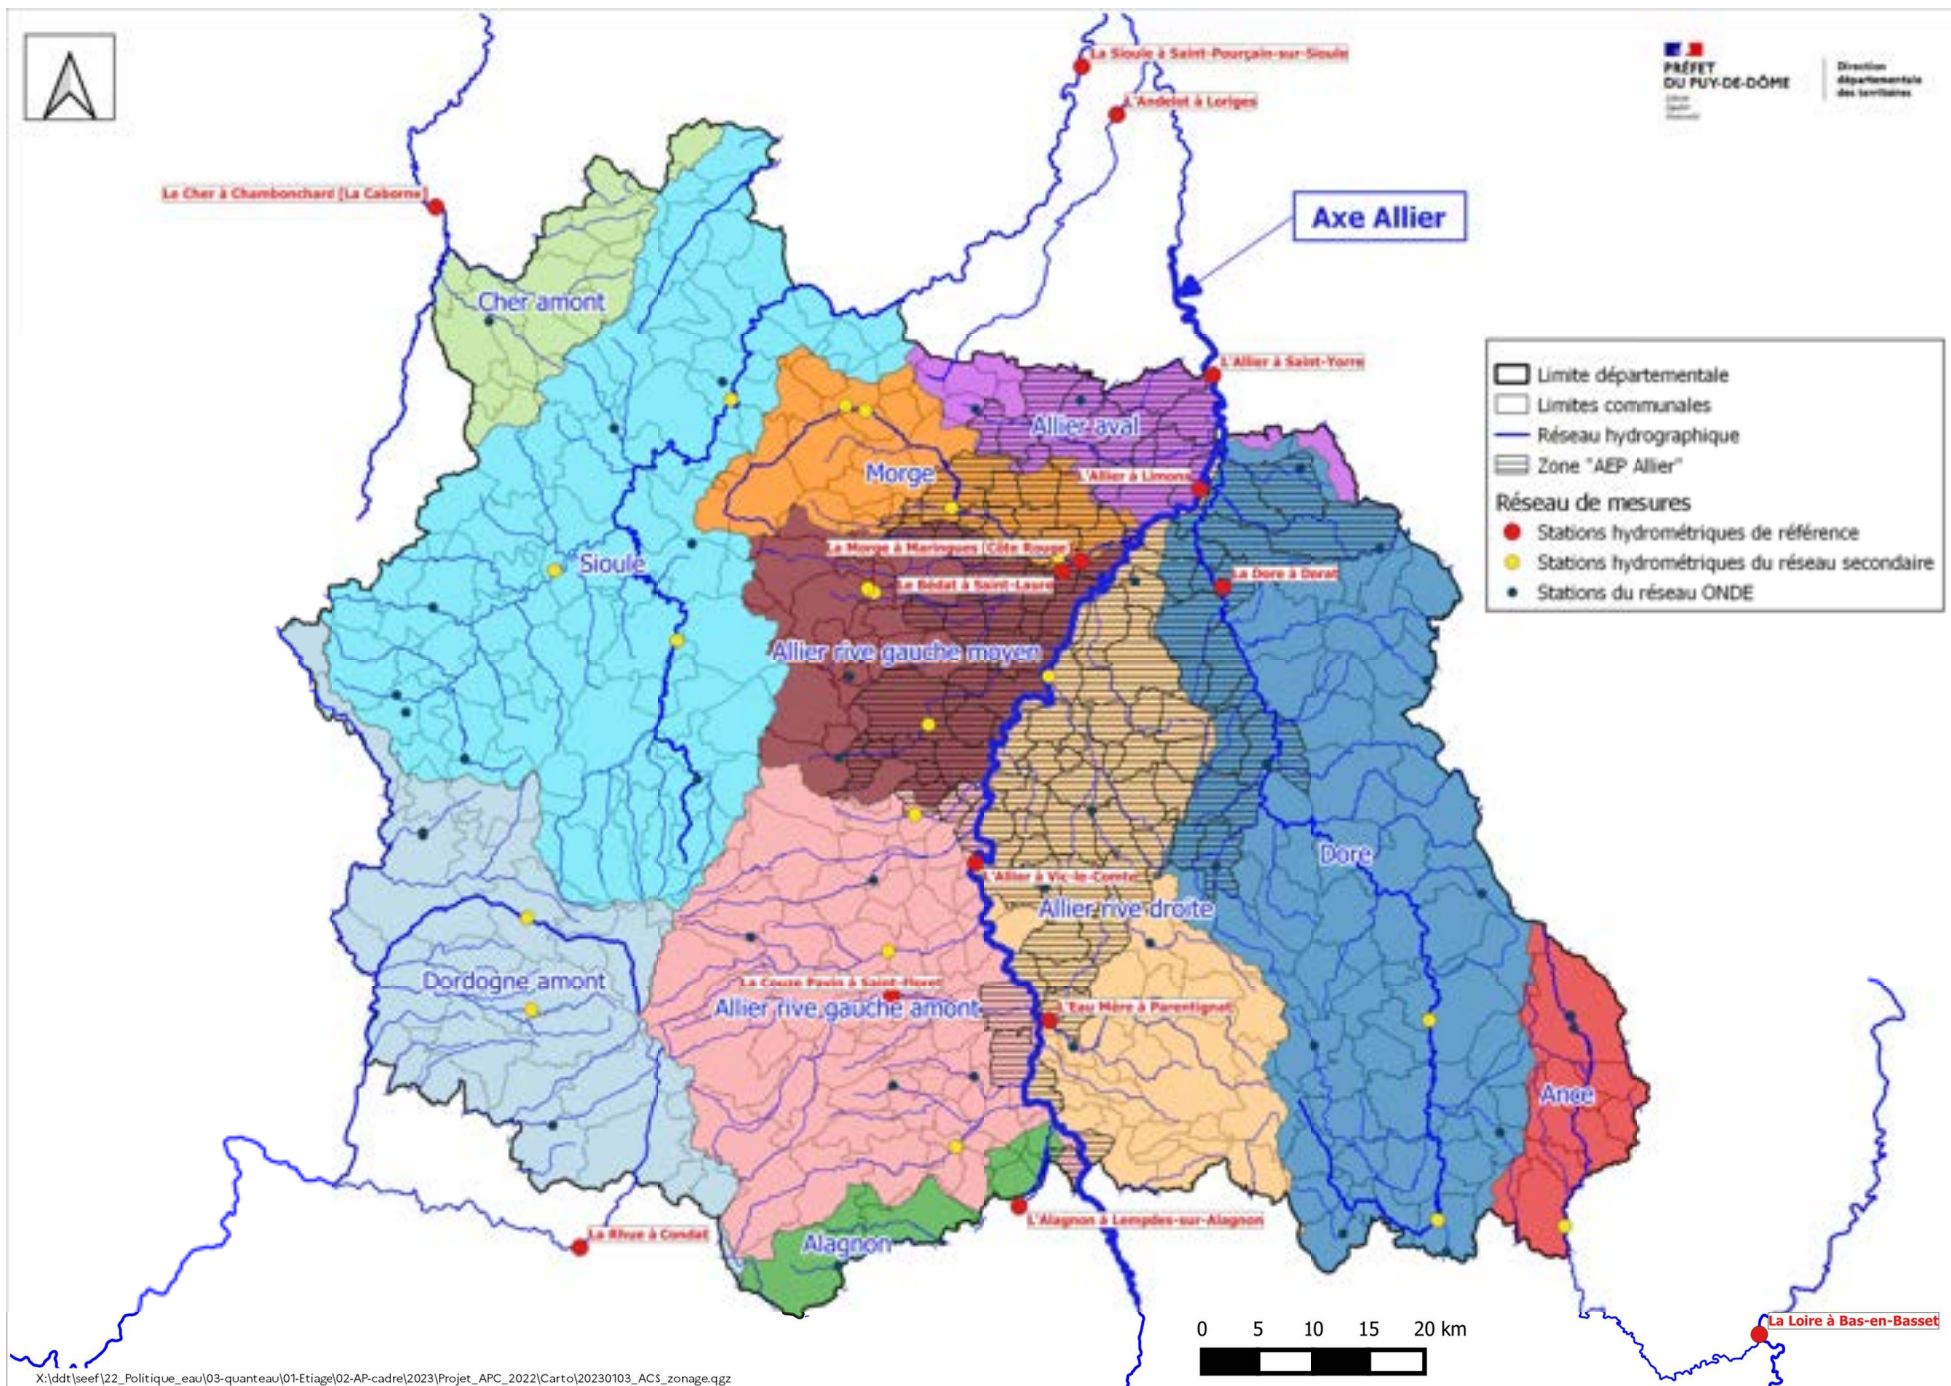 La Sioule à Saint-Pourçain-sur-Sioule
L'Andelot à Loriges
PRÉFET
DU PUY-DE-DÔME
Direction
départementale
des territoires
Le Cher à Chambonchard [La Caborne]
Axe Allier
Cher amont
L'Allier à Saint-Yorre
Allier aval
Morge
L'Allier à Limons
Limite départementale
Limites communales
Réseau hydrographique
Zone "AEP Allier"
Réseau de mesures
Stations hydrométriques de référence
Stations hydrométriques du réseau secondaire
Stations du réseau ONDE
La Morge à Maringues [Côte Rouge]
Sioule
Le Bédat à Saint-Laure
La Dore à Dorat
Allier rive gauche moyen
Dore
L'Allier à Vic-le-Comte
Allier rive droite
Dordogne amont
La Couze Pavin à Saint-Floret
Allier rive gauche amont
L'Eau Mère à Parentignat
Ance
L'Alagnon à Lempdes-sur-Alagnon
La Rhue à Condat
Alagnon
La Loire à Bas-en-Basset
0 5 10 15 20 km
X:\ddt\seef\22_Politique_eau\03-quanteau\01-Etiage\02-AP-cadre\2023\Projet_APC_2022\Carto\20230103_ACS_zonage.qgz